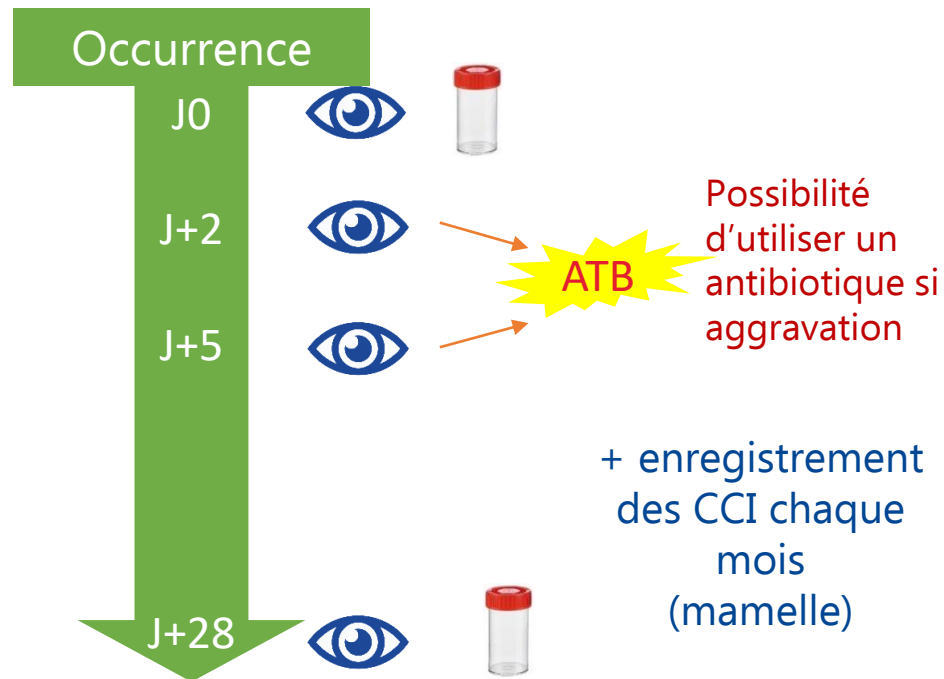 Occurrence
J0
J+2
J+5
J+28
ATB
Possibilité
d'utiliser un
antibiotique si
aggravation
+ enregistrement
des CCI chaque
mois
(mamelle)